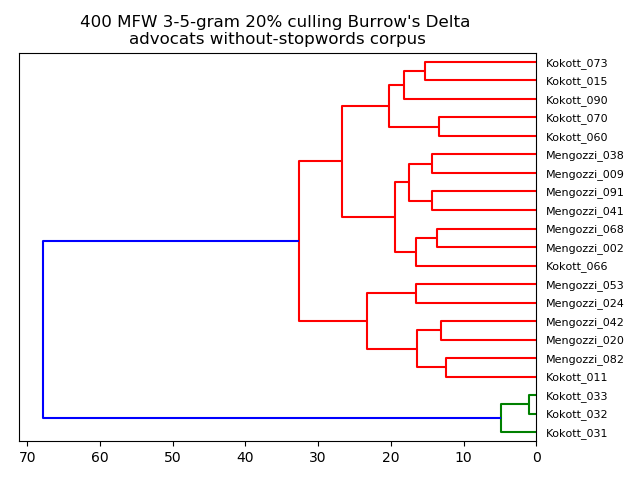 400 MFW 3-5-gram 20% culling Burrow's Delta
advocats without-stopwords corpus
Kokott_073
Kokott_015
Kokott_090
Kokott_070
Kokott_060
Mengozzi_038
Mengozzi_009
Mengozzi_091
Mengozzi_041
Mengozzi_068
Mengozzi_002
Kokott_066
Mengozzi_053
Mengozzi_024
Mengozzi_042
Mengozzi_020
Mengozzi_082
Kokott_011
Kokott_033
Kokott_032
Kokott_031
70 60 50 40 30 20 10 0